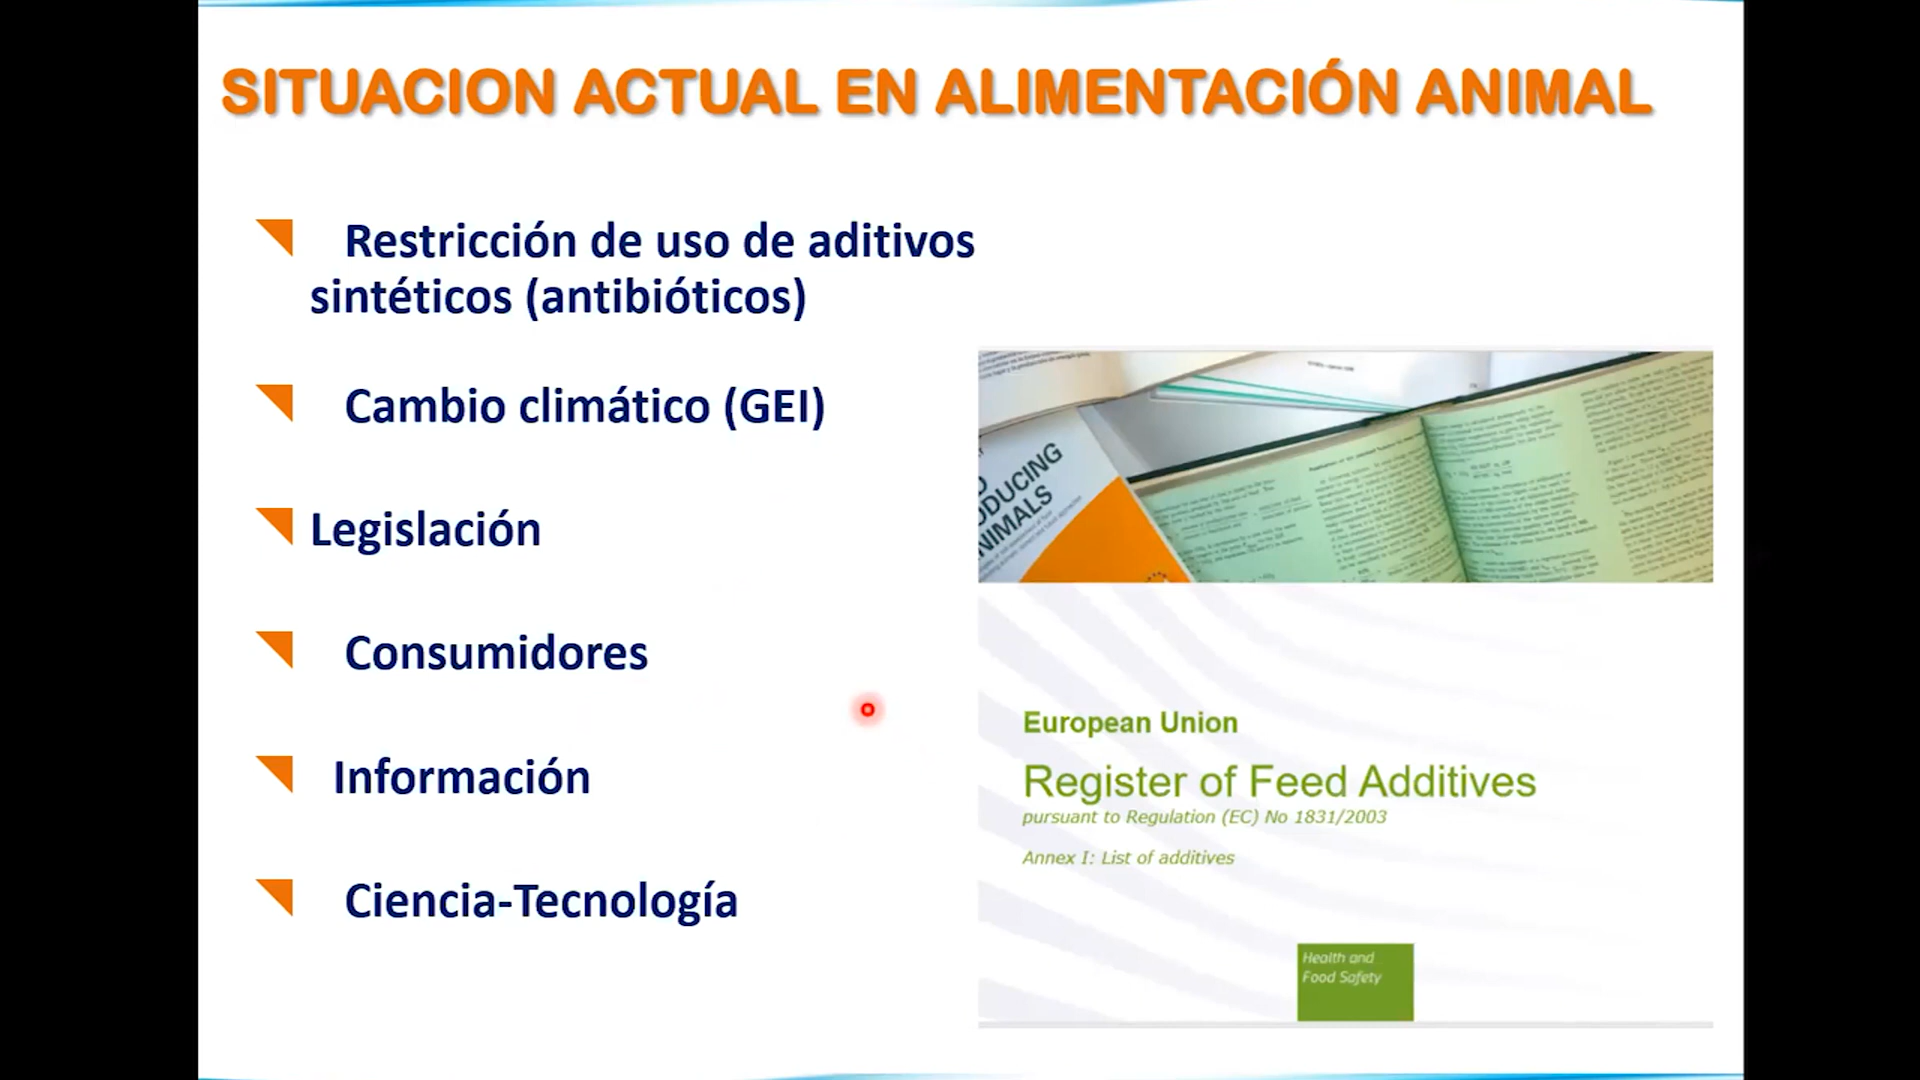 SITUACION ACTUAL EN ALIMENTACIÓN ANIMAL
Restricción de uso de aditivos
sintéticos (antibióticos)
Cambio climático (GEI)
Legislación
Consumidores
Información
Ciencia-Tecnología
ODUCING
NIMALS
European Union
Register of Feed Additives
pursuant to Regulation (EC) No 1831/2003
Annex I: List of additives
Health and
Food Safety